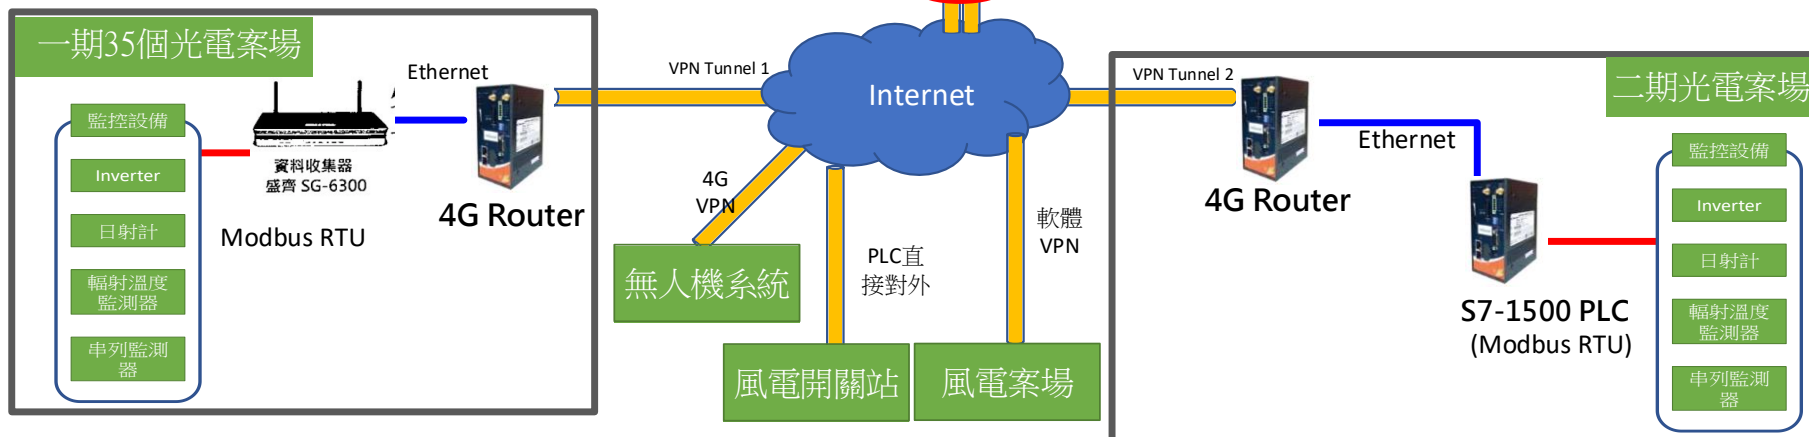 一期35個光電案場
監控設備
Inverter
日射計
輻射溫度
監測器
串列監測
器
Modbus RTU
資料收集器
盛齊 SG-6300
Ethernet
4G Router
VPN Tunnel 1
Internet
4G
VPN
無人機系統
PLC直
接對外
風電開關站
軟體
VPN
風電案場
VPN Tunnel 2
4G Router
Ethernet
S7-1500 PLC
(Modbus RTU)
二期光電案場
監控設備
Inverter
日射計
輻射溫度
監測器
串列監測
器